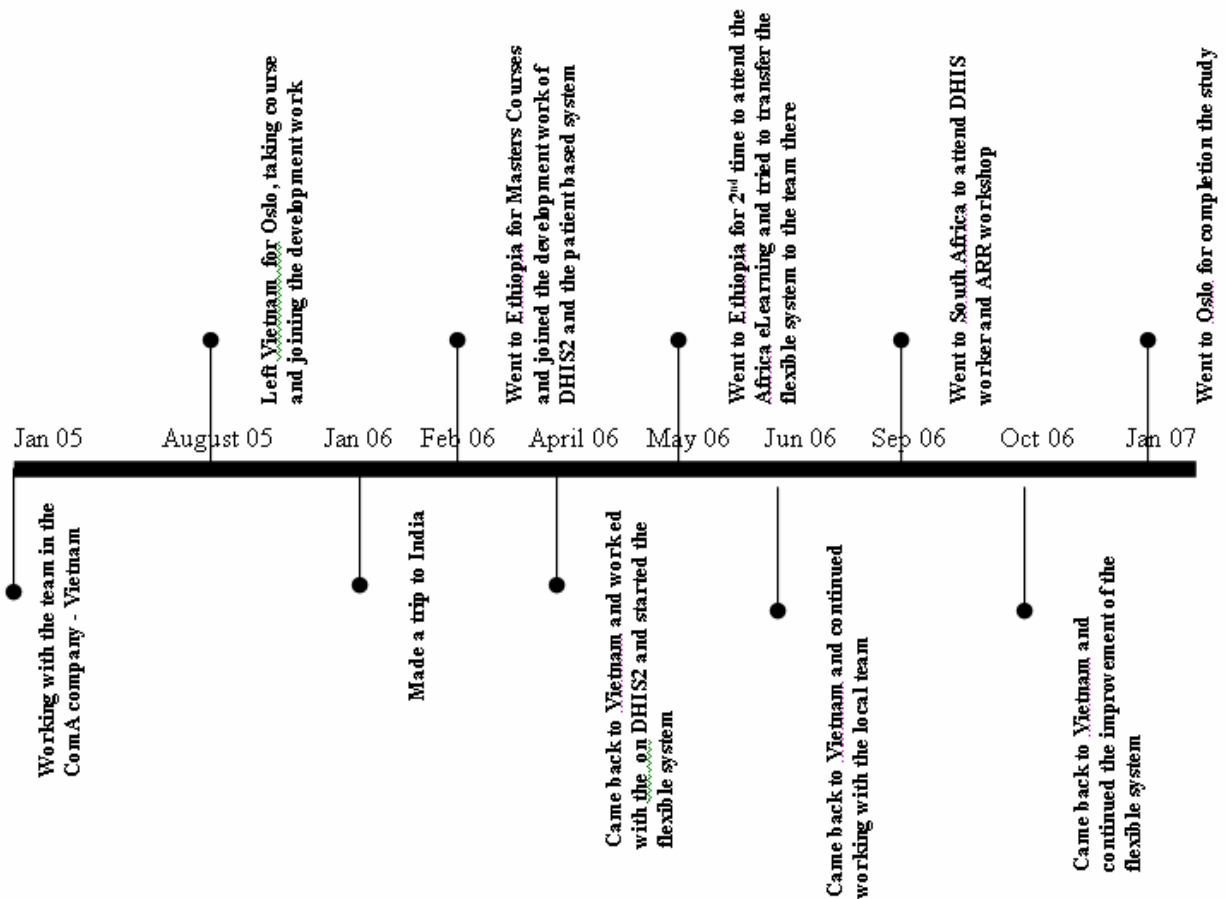 Left Vietnam for Oslo, taking course
and joining the development work
Went to Ethiopia for Masters Courses
and joined the development work of
DHIS2 and the patient based system
Went to Ethiopia for 2nd time to attend the
Africa eLearning and tried to transfer the
flexible system to the team there
Went to South Africa to attend DHIS
worker and ARR workshop
Went to Oslo for completion the study
Jan 05
August 05
Jan 06
Feb 06
April 06
May 06
Jun 06
Sep 06
Oct 06
Jan 07
Working with the team in the
ComA company - Vietnam
Made a trip to India
Came back to Vietnam and worked
with the on DHIS2 and started the
flexible system
Came back to Vietnam and continued
working with the local team
Came back to Vietnam and
continued the improvement of the
flexible system